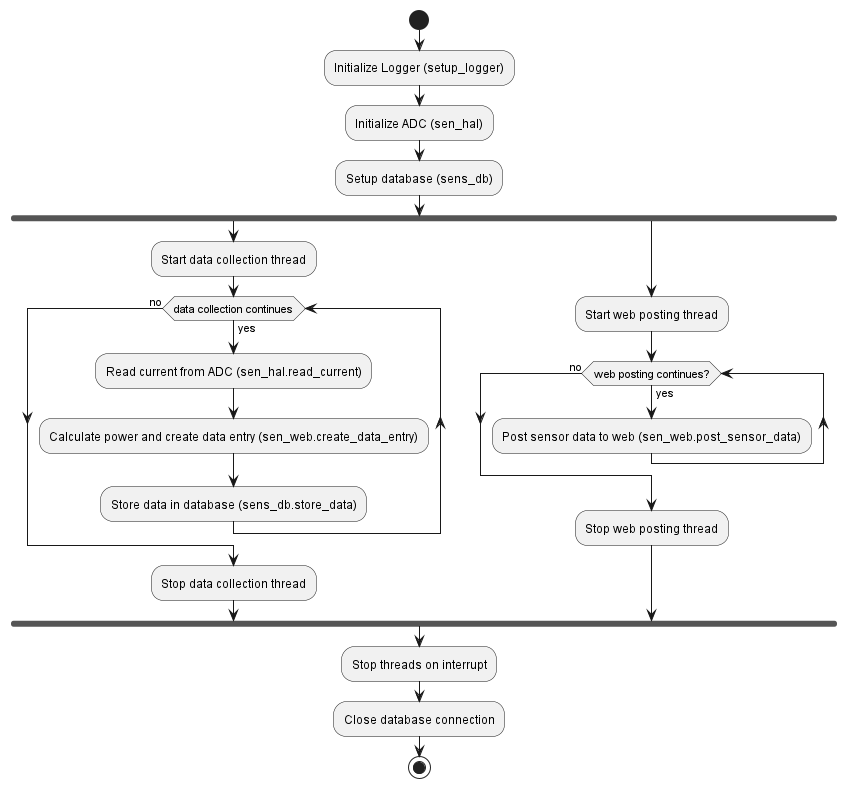 Initialize Logger (setup_logger)
Initialize ADC (sen_hal)
Setup database (sens_db)
Start data collection thread
no
data collection continues
yes
Read current from ADC (sen_hal.read_current)
Calculate power and create data entry (sen_web.create_data_entry)
Store data in database (sens_db.store_data)
Stop data collection thread
Start web posting thread
no
web posting continues?
yes
Post sensor data to web (sen_web.post_sensor_data)
Stop web posting thread
Stop threads on interrupt
Close database connection